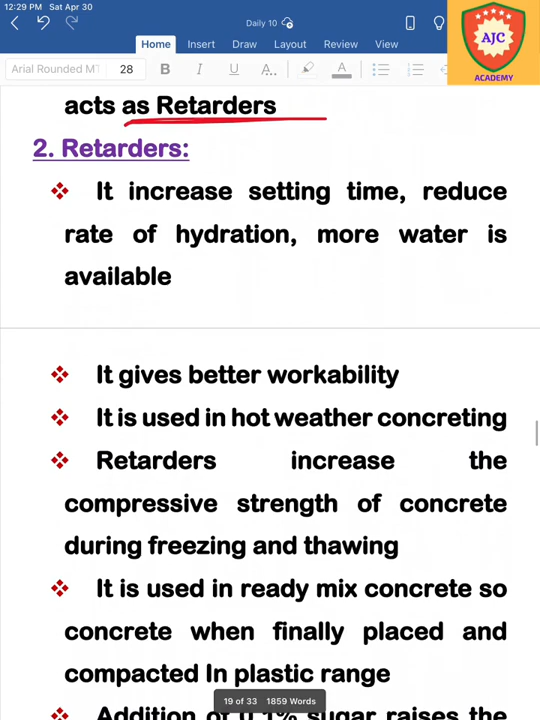 12:29 PM Sat Apr 30
Daily 10
Home Insert Draw Layout Review View
AJC
ACADEMY
Arial Rounded MT 28 B I U A...
acts as Retarders
2. Retarders:
It increase setting time, reduce
rate of hydration, more water is
available
It gives better workability
It is used in hot weather concreting
Retarders increase the
compressive strength of concrete
during freezing and thawing
It is used in ready mix concrete so
concrete when finally placed and
compacted In plastic range
19 of 33 1859 Words
Addition of 0.1% sugar raises the